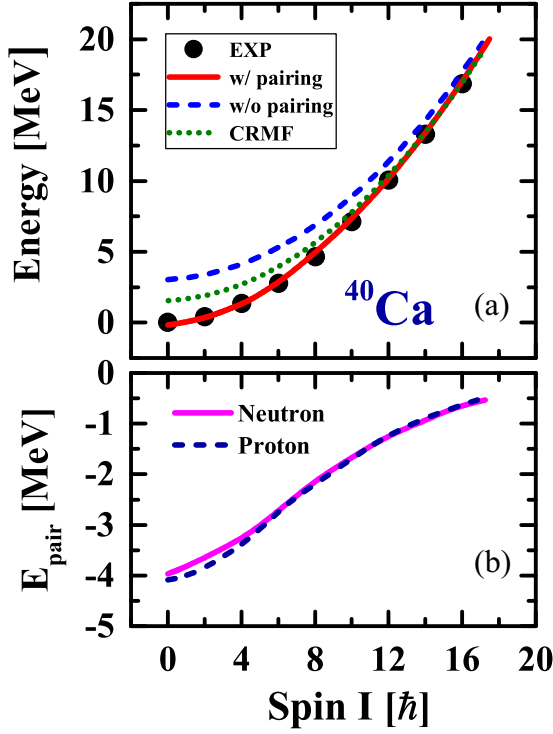 20
15
10
5
0
Energy [MeV]
EXP
w/ pairing
w/o pairing
CRMF
⁴⁰Ca
(a)
0
-1
-2
-3
-4
-5
E_pair [MeV]
Neutron
Proton
(b)
0 4 8 12 16 20
Spin I [ℏ]